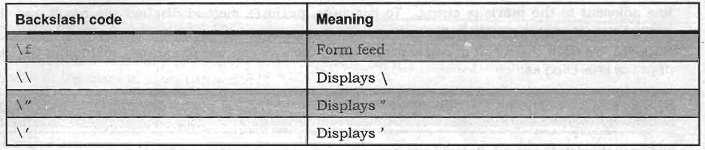 Backslash code Meaning
\f Form feed
\\ Displays \
\" Displays "
\' Displays '